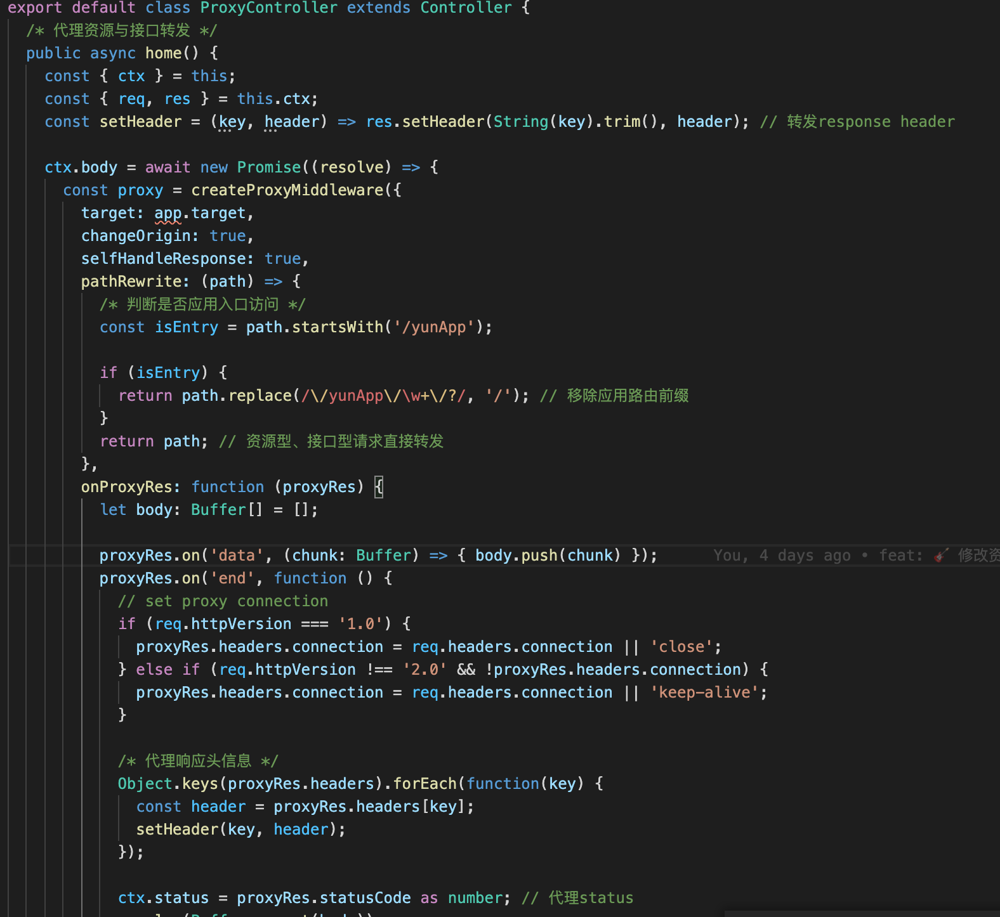 export default class ProxyController extends Controller {
/* 代理资源与接口转发 */
public async home() {
const { ctx } = this;
const { req, res } = this.ctx;
const setHeader = (key, header) => res.setHeader(String(key).trim(), header); // 转发response header
ctx.body = await new Promise((resolve) => {
const proxy = createProxyMiddleware({
target: app.target,
changeOrigin: true,
selfHandleResponse: true,
pathRewrite: (path) => {
/* 判断是否应用入口访问 */
const isEntry = path.startsWith('/yunApp');
if (isEntry) {
return path.replace(/\/yunApp\/\w+\/?/, '/'); // 移除应用路由前缀
}
return path; // 资源型、接口型请求直接转发
},
onProxyRes: function (proxyRes) {
let body: Buffer[] = [];
proxyRes.on('data', (chunk: Buffer) => { body.push(chunk) }); You, 4 days ago • feat: 🎸 修改资
proxyRes.on('end', function () {
// set proxy connection
if (req.httpVersion === '1.0') {
proxyRes.headers.connection = req.headers.connection || 'close';
} else if (req.httpVersion !== '2.0' && !proxyRes.headers.connection) {
proxyRes.headers.connection = req.headers.connection || 'keep-alive';
}
/* 代理响应头信息 */
Object.keys(proxyRes.headers).forEach(function(key) {
const header = proxyRes.headers[key];
setHeader(key, header);
});
ctx.status = proxyRes.statusCode as number; // 代理status